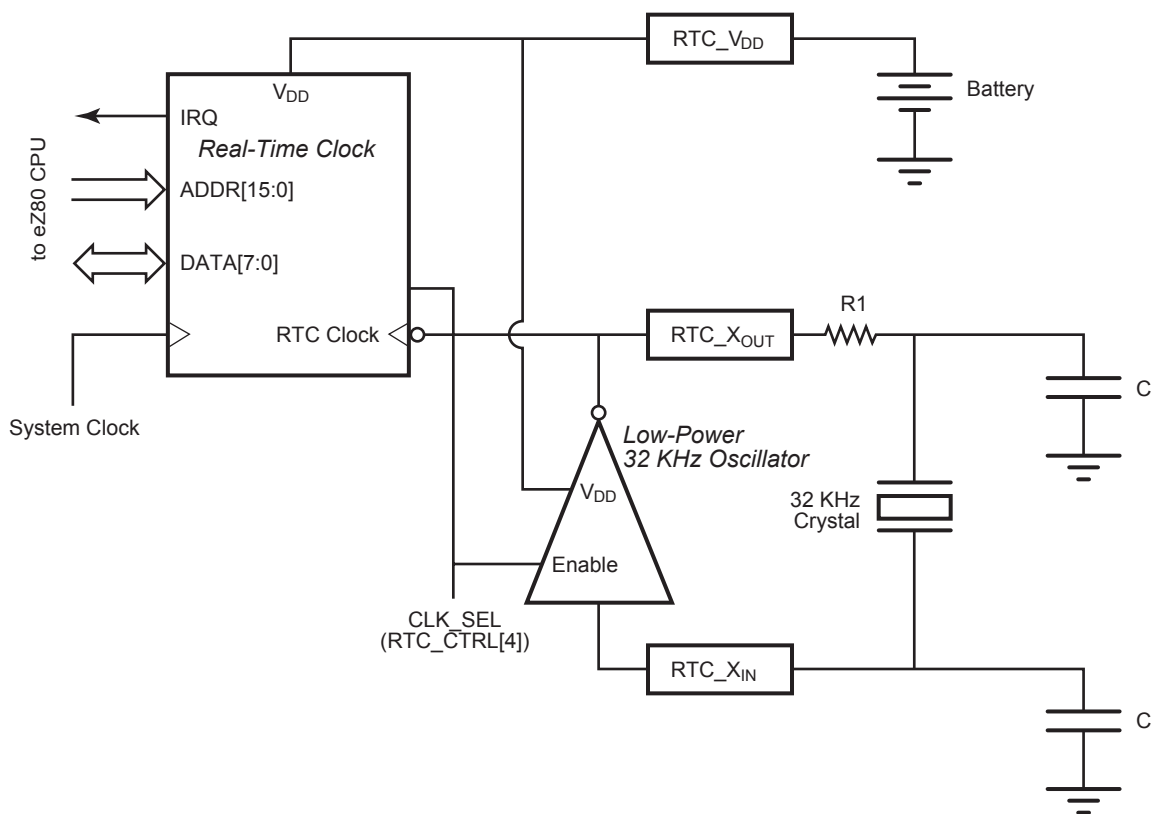 RTC_VDD
Battery
VDD
IRQ
Real-Time Clock
to eZ80 CPU
ADDR[15:0]
DATA[7:0]
RTC Clock
System Clock
RTC_XOUT
R1
C
Low-Power
32 KHz Oscillator
VDD
Enable
32 KHz
Crystal
CLK_SEL
(RTC_CTRL[4])
RTC_XIN
C